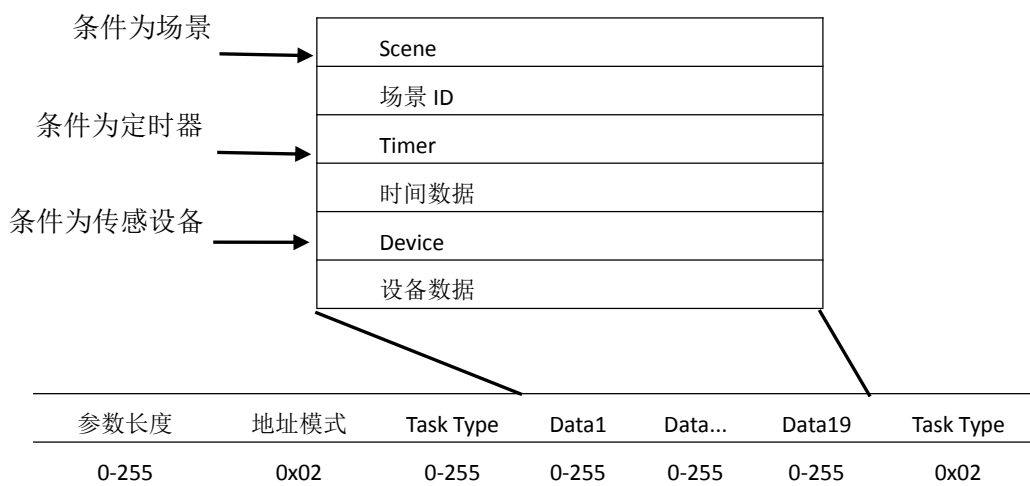 条件为场景
Scene
场景 ID
条件为定时器
Timer
时间数据
条件为传感设备
Device
设备数据
参数长度 地址模式 Task Type Data1 Data... Data19 Task Type
0-255 0x02 0-255 0-255 0-255 0-255 0x02